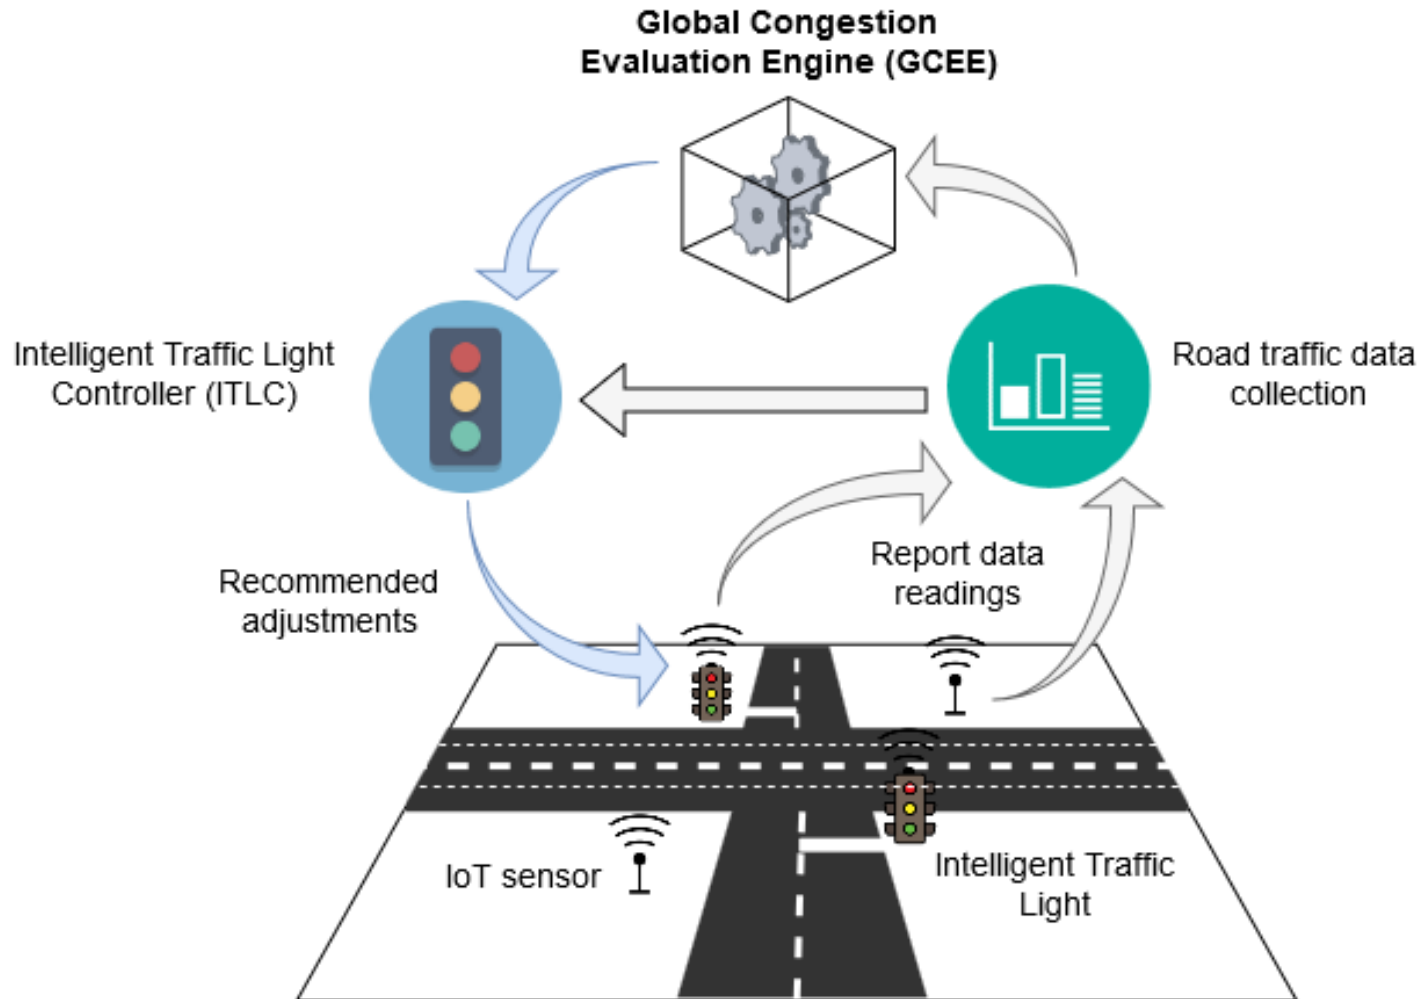 Global Congestion
Evaluation Engine (GCEE)
Intelligent Traffic Light
Controller (ITLC)
Road traffic data
collection
Recommended
adjustments
Report data
readings
IoT sensor
Intelligent Traffic
Light